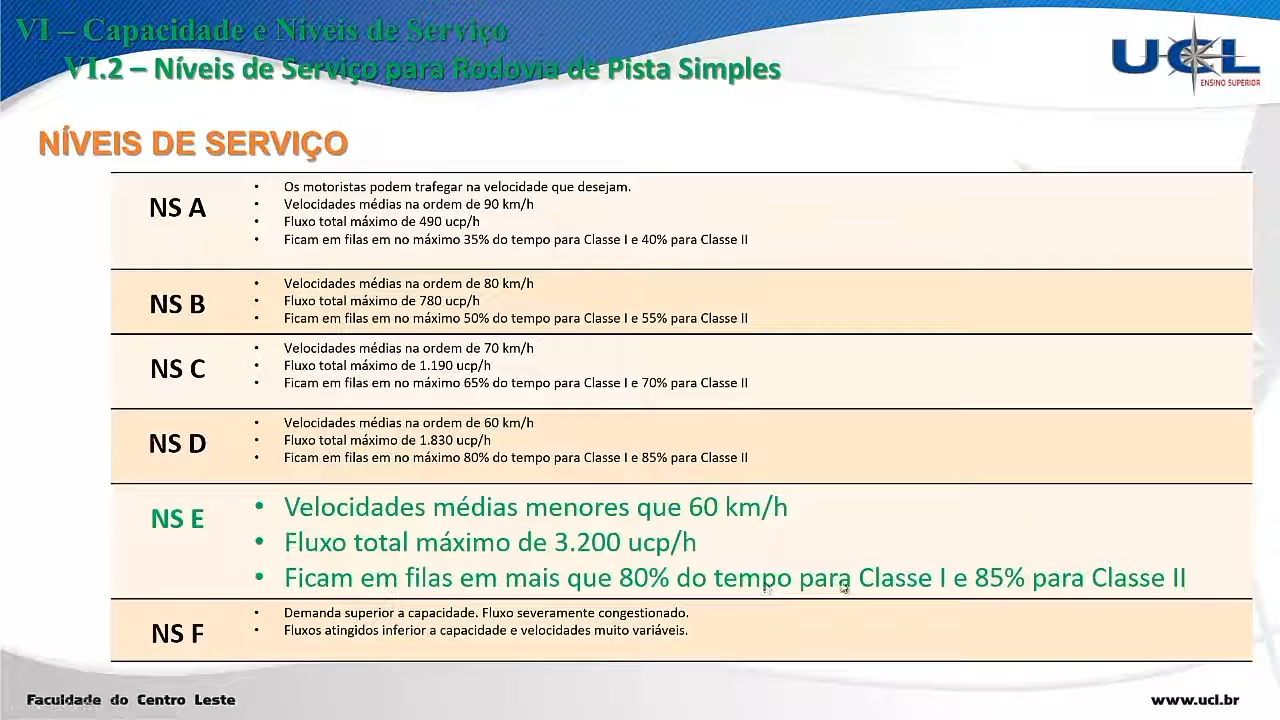 VI – Capacidade e Níveis de Serviço
VI.2 – Níveis de Serviço para Rodovia de Pista Simples
UCL
ENSINO SUPERIOR
NÍVEIS DE SERVIÇO
NS A
• Os motoristas podem trafegar na velocidade que desejam.
• Velocidades médias na ordem de 90 km/h
• Fluxo total máximo de 490 ucp/h
• Ficam em filas em no máximo 35% do tempo para Classe I e 40% para Classe II
NS B
• Velocidades médias na ordem de 80 km/h
• Fluxo total máximo de 780 ucp/h
• Ficam em filas em no máximo 50% do tempo para Classe I e 55% para Classe II
NS C
• Velocidades médias na ordem de 70 km/h
• Fluxo total máximo de 1.190 ucp/h
• Ficam em filas em no máximo 65% do tempo para Classe I e 70% para Classe II
NS D
• Velocidades médias na ordem de 60 km/h
• Fluxo total máximo de 1.830 ucp/h
• Ficam em filas em no máximo 80% do tempo para Classe I e 85% para Classe II
NS E
• Velocidades médias menores que 60 km/h
• Fluxo total máximo de 3.200 ucp/h
• Ficam em filas em mais que 80% do tempo para Classe I e 85% para Classe II
NS F
• Demanda superior a capacidade. Fluxo severamente congestionado.
• Fluxos atingidos inferior a capacidade e velocidades muito variáveis.
Faculdade do Centro Leste
www.ucl.br